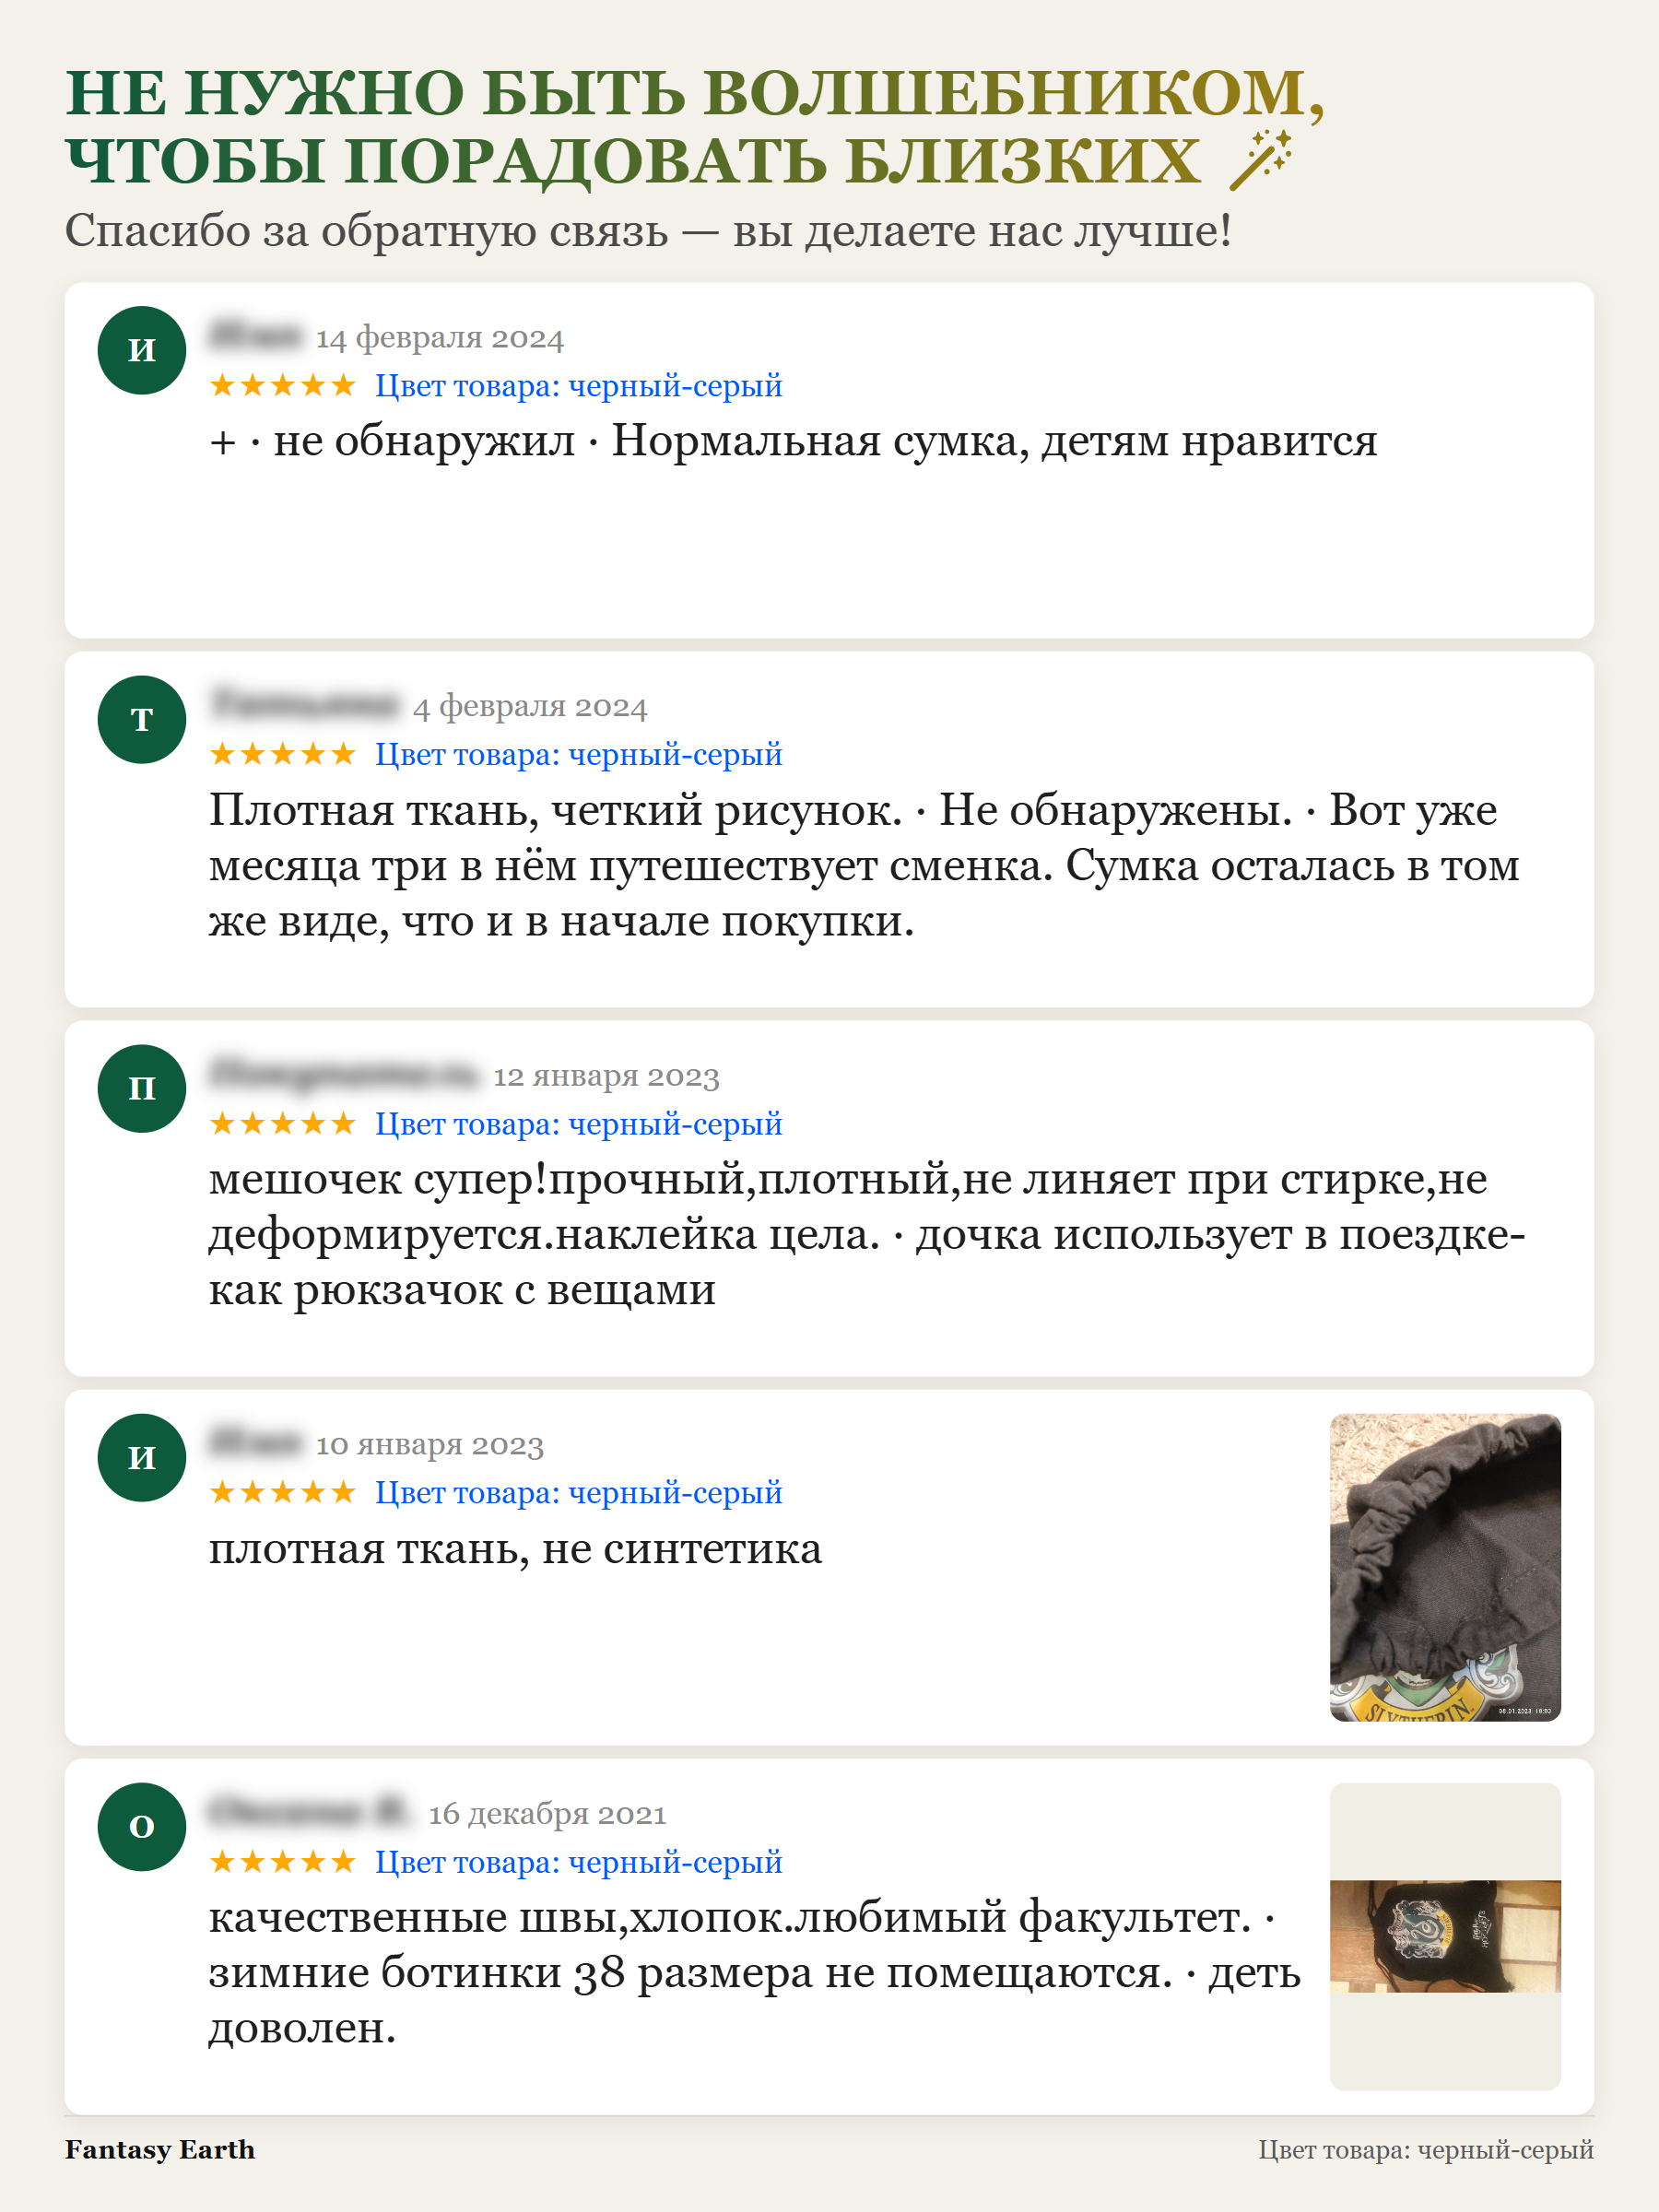 НЕ НУЖНО БЫТЬ ВОЛШЕБНИКОМ,
ЧТОБЫ ПОРАДОВАТЬ БЛИЗКИХ
Спасибо за обратную связь — вы делаете нас лучше!
И
14 февраля 2024
★★★★★ Цвет товара: черный-серый
+ · не обнаружил · Нормальная сумка, детям нравится
Т
4 февраля 2024
★★★★★ Цвет товара: черный-серый
Плотная ткань, четкий рисунок. · Не обнаружены. · Вот уже
месяца три в нём путешествует сменка. Сумка осталась в том
же виде, что и в начале покупки.
П
12 января 2023
★★★★★ Цвет товара: черный-серый
мешочек супер!прочный,плотный,не линяет при стирке,не
деформируется.наклейка цела. · дочка использует в поездке-
как рюкзачок с вещами
И
10 января 2023
★★★★★ Цвет товара: черный-серый
плотная ткань, не синтетика
SLYTHERIN
О
16 декабря 2021
★★★★★ Цвет товара: черный-серый
качественные швы,хлопок.любимый факультет. ·
зимние ботинки 38 размера не помещаются. · деть
доволен.
Fantasy Earth
Цвет товара: черный-серый